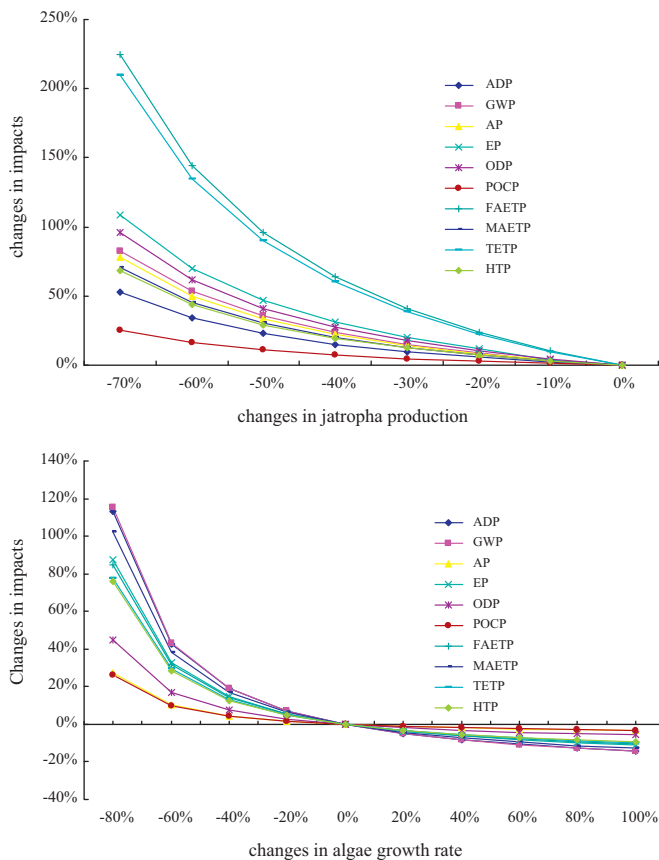 250%
200%
150%
100%
50%
0%
changes in impacts
ADP
GWP
AP
EP
ODP
POCP
FAETP
MAETP
TETP
HTP
-70% -60% -50% -40% -30% -20% -10% 0%
changes in jatropha production
140%
120%
100%
80%
60%
40%
20%
0%
-20%
-40%
Changes in impacts
ADP
GWP
AP
EP
ODP
POCP
FAETP
MAETP
TETP
HTP
-80% -60% -40% -20% 0% 20% 40% 60% 80% 100%
changes in algae growth rate